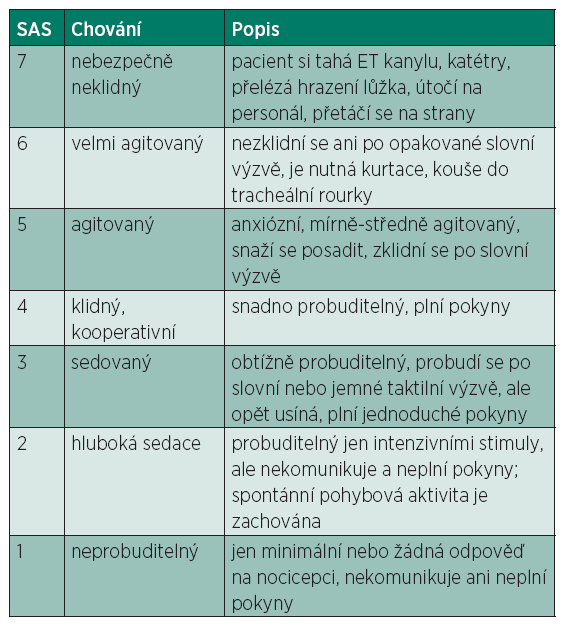 SAS Chování Popis
7 nebezpečně pacient si tahá ET kanylu, katétry,
neklidný přelézá hrazení lůžka, útočí na
personál, přetáčí se na strany
6 velmi agitovaný nezklidní se ani po opakované slovní
výzvě, je nutná kurtace, kouše do
tracheální rourky
5 agitovaný anxiózní, mírně-středně agitovaný,
snaží se posadit, zklidní se po slovní
výzvě
4 klidný, snadno probuditelný, plní pokyny
kooperativní
3 sedovaný obtížně probuditelný, probudí se po
slovní nebo jemné taktilní výzvě, ale
opět usíná, plní jednoduché pokyny
2 hluboká sedace probuditelný jen intenzivními stimuly,
ale nekomunikuje a neplní pokyny;
spontánní pohybová aktivita je
zachována
1 neprobuditelný jen minimální nebo žádná odpověď
na nocicepci, nekomunikuje ani neplní
pokyny